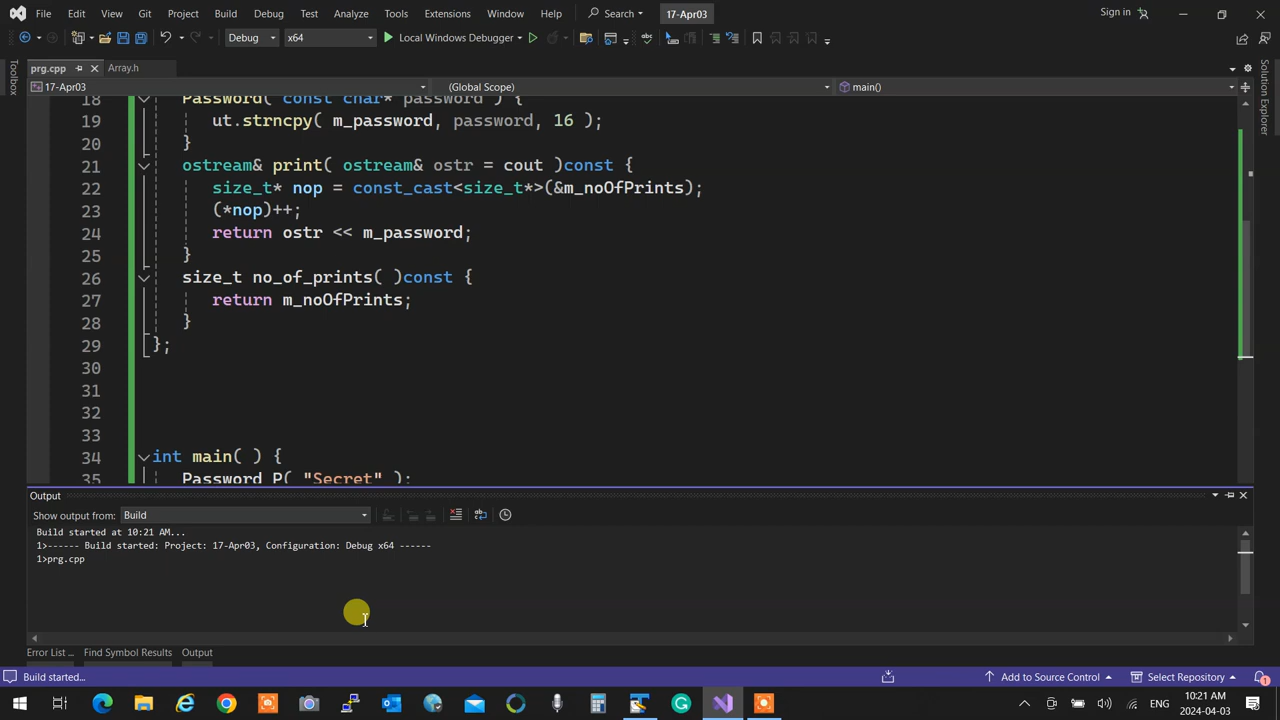 File Edit View Git Project Build Debug Test Analyze Tools Extensions Window Help Search 17-Apr03 Sign in
Debug x64 Local Windows Debugger
prg.cpp Array.h
17-Apr03 (Global Scope) main()
Toolbox
Solution Explorer
18 Password( const char* password ) {
19 ut.strncpy( m_password, password, 16 );
20 }
21 ostream& print( ostream& ostr = cout )const {
22 size_t* nop = const_cast<size_t*>(&m_noOfPrints);
23 (*nop)++;
24 return ostr << m_password;
25 }
26 size_t no_of_prints( )const {
27 return m_noOfPrints;
28 }
29 };
30
31
32
33
34 int main( ) {
35 Password P( "Secret" );
Output
Show output from: Build
Build started at 10:21 AM...
1>------ Build started: Project: 17-Apr03, Configuration: Debug x64 ------
1>prg.cpp
Error List ... Find Symbol Results Output
Build started... Add to Source Control Select Repository 1
ENG 10:21 AM
2024-04-03